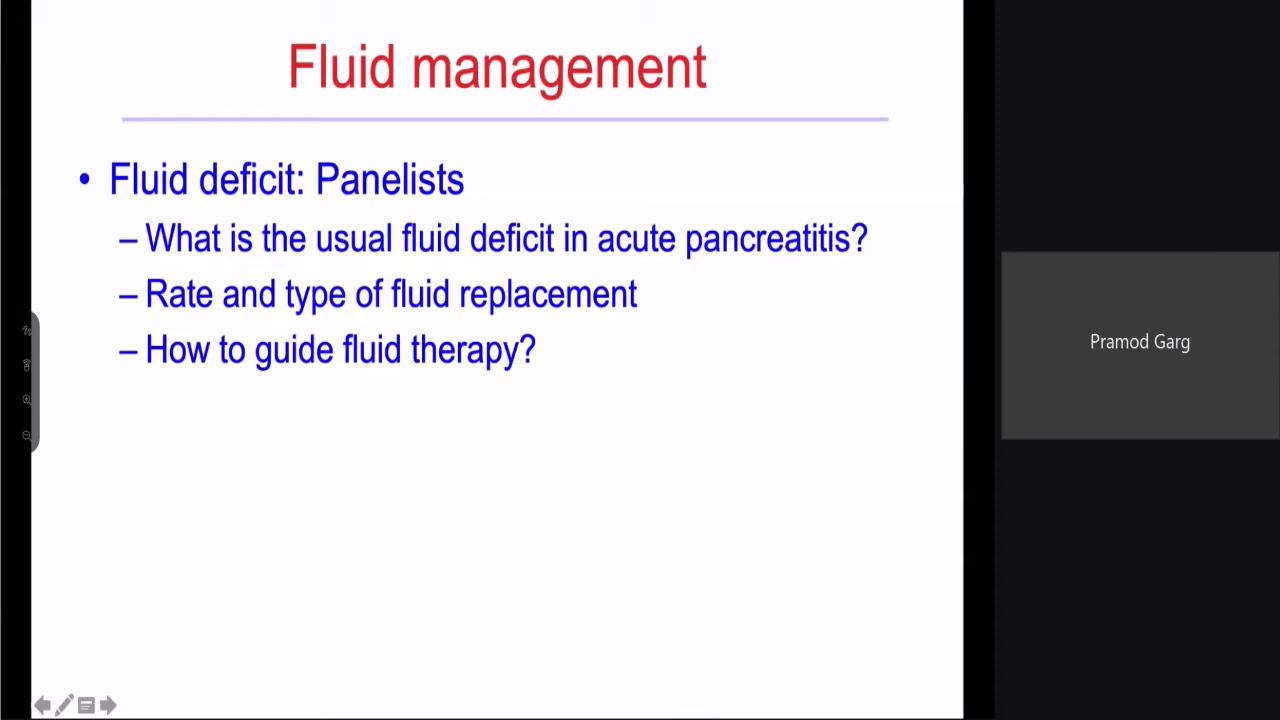 Fluid management
• Fluid deficit: Panelists
– What is the usual fluid deficit in acute pancreatitis?
– Rate and type of fluid replacement
– How to guide fluid therapy?
Pramod Garg